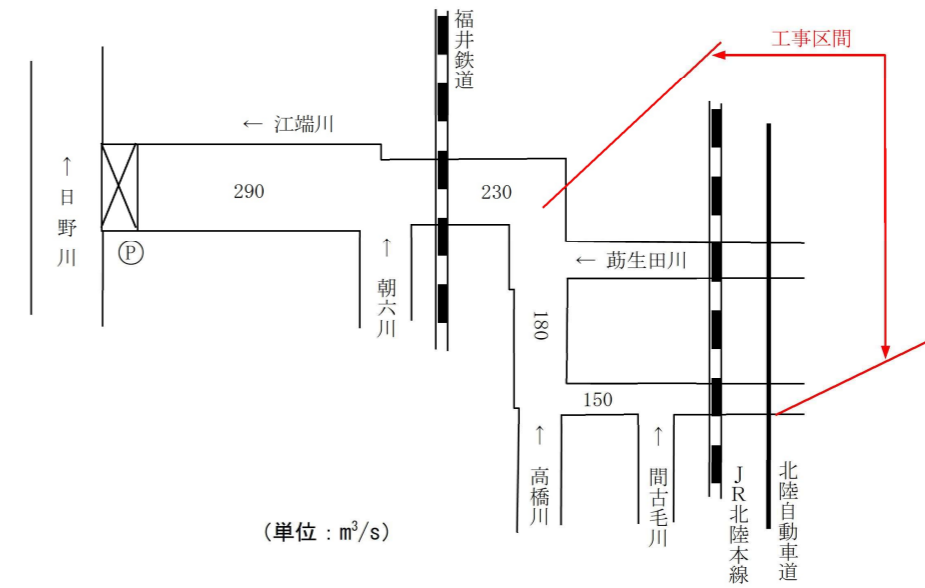 福井鉄道
工事区間
← 江端川
290
230
↑日野川
Ⓟ
↑朝六川
← 莇生田川
180
150
↑高橋川
↑間古毛川
JR北陸本線
北陸自動車道
(単位：m³/s)